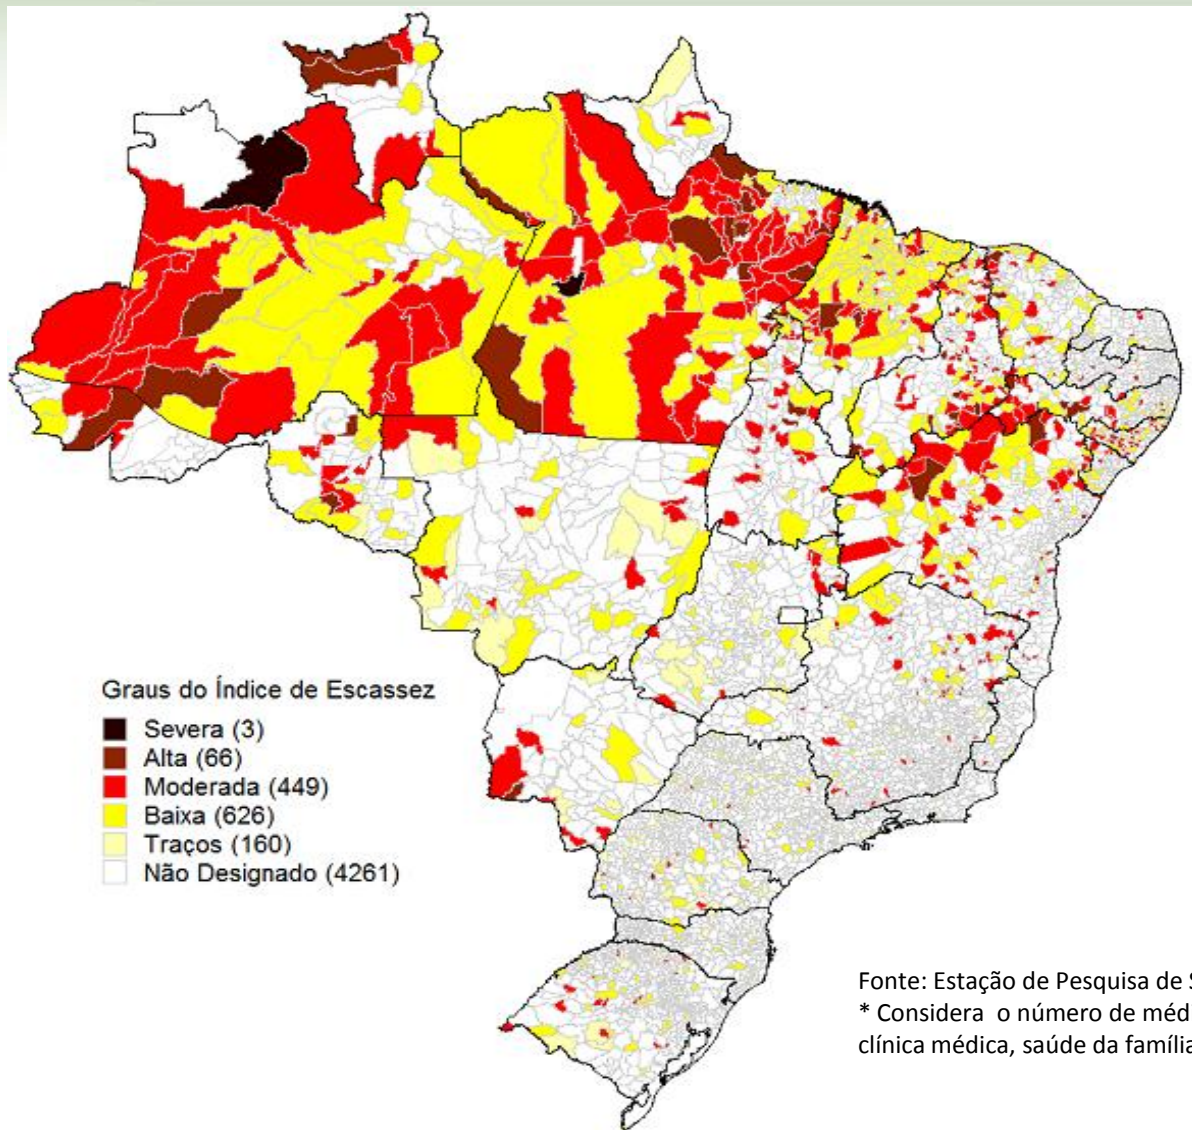 Graus do Índice de Escassez
Severa (3)
Alta (66)
Moderada (449)
Baixa (626)
Traços (160)
Não Designado (4261)
Fonte: Estação de Pesquisa de
* Considera o número de
clínica médica, saúde da família